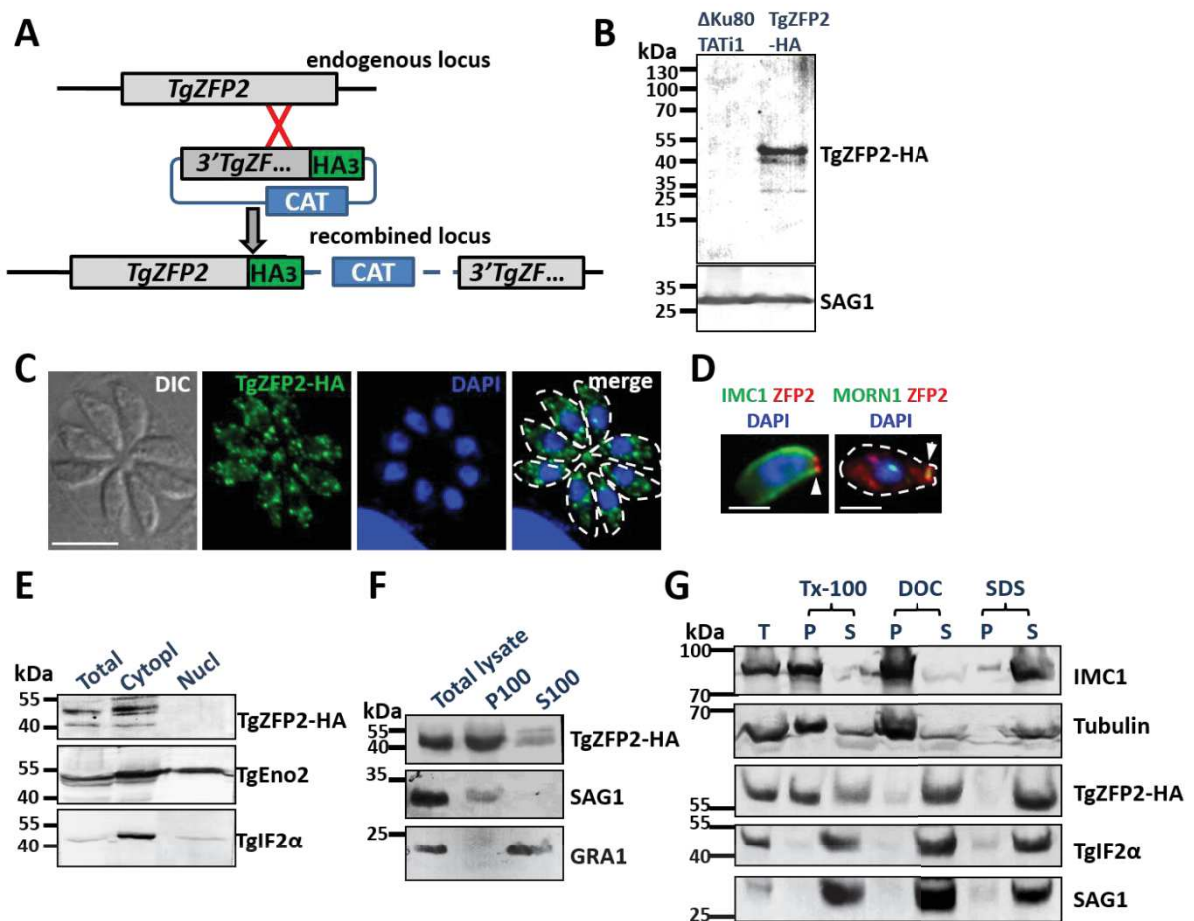 A
endogenous locus
TgZFP2
3'TgZF... HA3
CAT
recombined locus
TgZFP2 HA3 CAT 3'TgZF...
B
ΔKu80 TgZFP2
TATi1 -HA
kDa
130
100
70
55
40
35
25
15
TgZFP2-HA
35
25
SAG1
C
DIC TgZFP2-HA DAPI merge
D
IMC1 ZFP2 MORN1 ZFP2
DAPI DAPI
E
kDa Total Cytopl Nucl
55
40
TgZFP2-HA
55
40
TgEno2
55
40
TgIF2α
F
kDa Total lysate P100 S100
55
40
TgZFP2-HA
35
SAG1
25
GRA1
G
Tx-100 DOC SDS
kDa T P S P S P S
100
70
IMC1
70
Tubulin
55
TgZFP2-HA
55
40
TgIF2α
25
SAG1